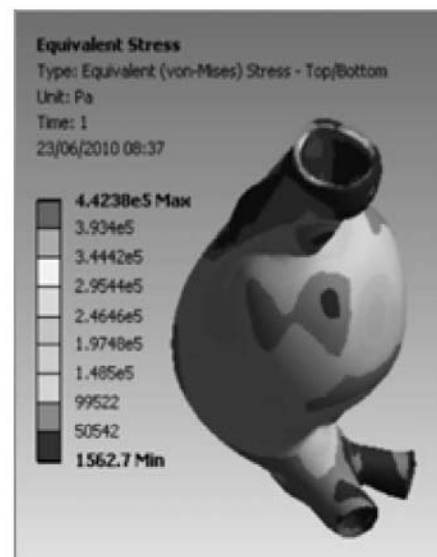 Equivalent Stress
Type: Equivalent (von-Mises) Stress - Top/Bottom
Unit: Pa
Time: 1
23/06/2010 08:37
4.4238e5 Max
3.934e5
3.4442e5
2.9544e5
2.4646e5
1.9748e5
1.485e5
99522
50542
1562.7 Min